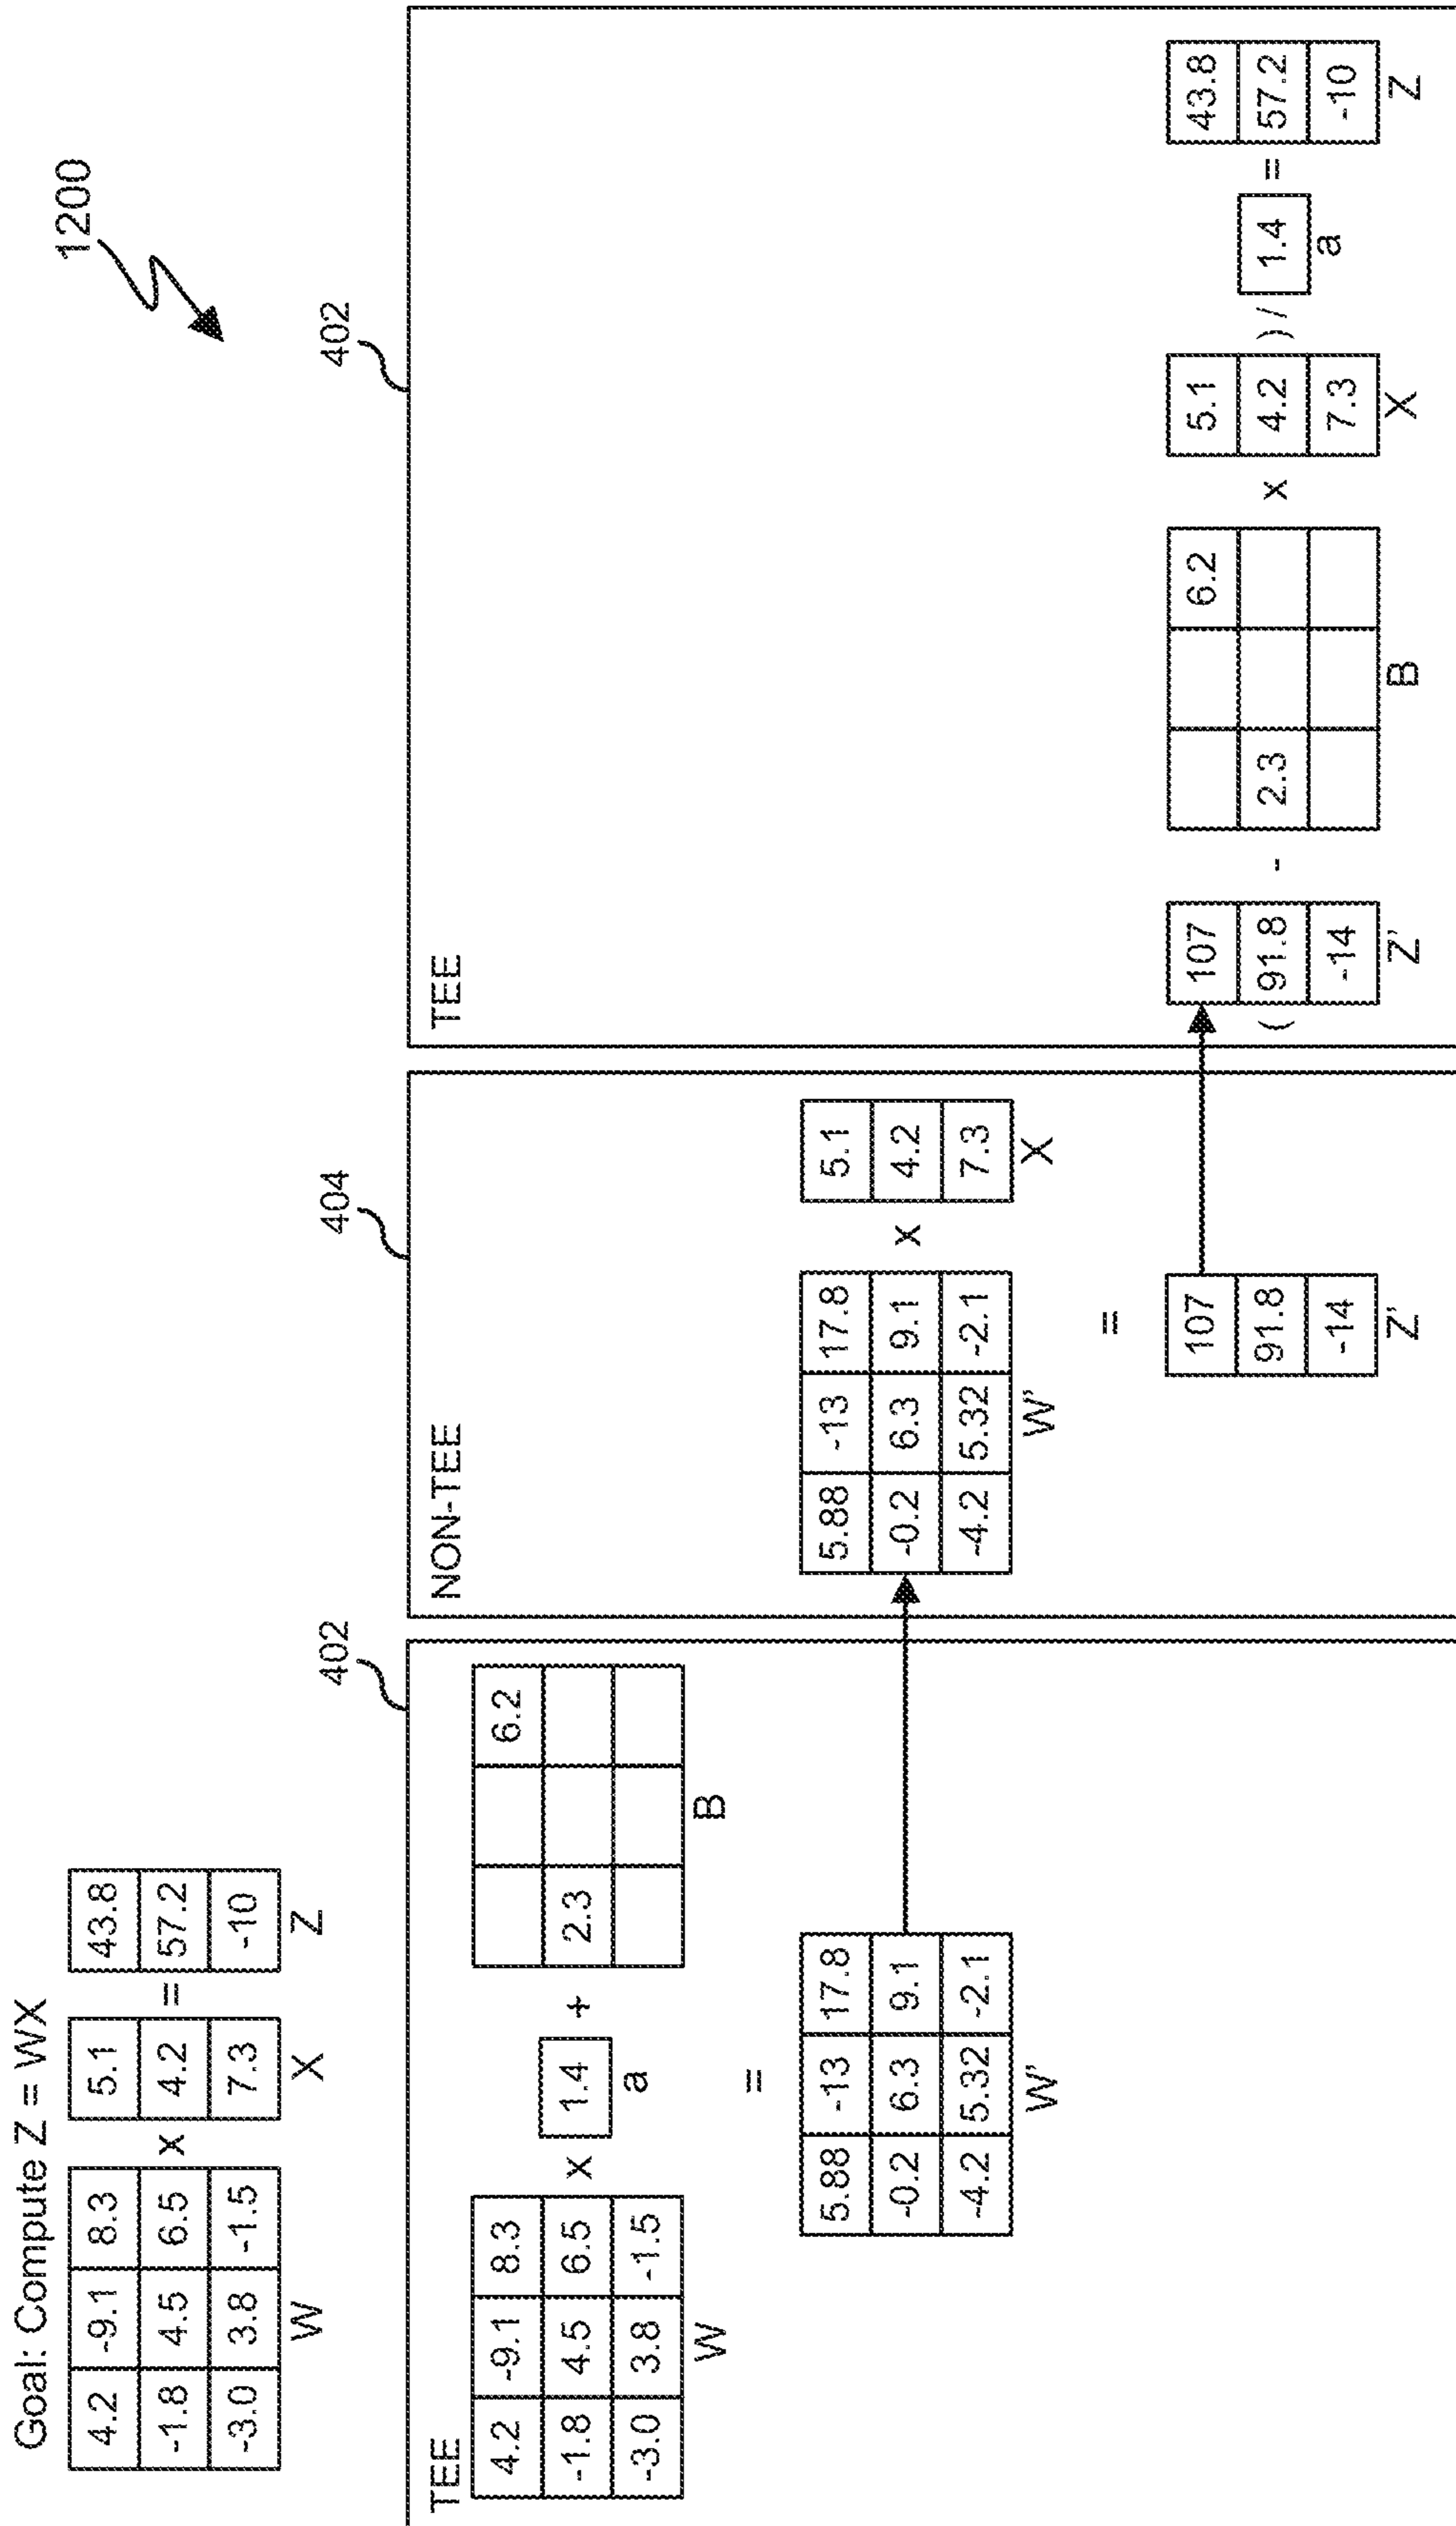 1200
Goal: Compute Z = WX
4.2 -9.1 8.3 5.1 43.8
-1.8 4.5 6.5 x 4.2 = 57.2
-3.0 3.8 -1.5 7.3 -10
W X Z
402
TEE
4.2 -9.1 8.3 6.2
-1.8 4.5 6.5 x 1.4 + 2.3
-3.0 3.8 -1.5
W a B
=
5.88 -13 17.8
-0.2 6.3 9.1
-4.2 5.32 -2.1
W'
404
NON-TEE
5.88 -13 17.8 5.1
-0.2 6.3 9.1 x 4.2
-4.2 5.32 -2.1 7.3
W' X
=
107
91.8
-14
Z'
402
TEE
107 6.2 5.1 43.8
( 91.8 - 2.3 x 4.2 ) / 1.4 = 57.2
-14 7.3 -10
Z' B X a Z